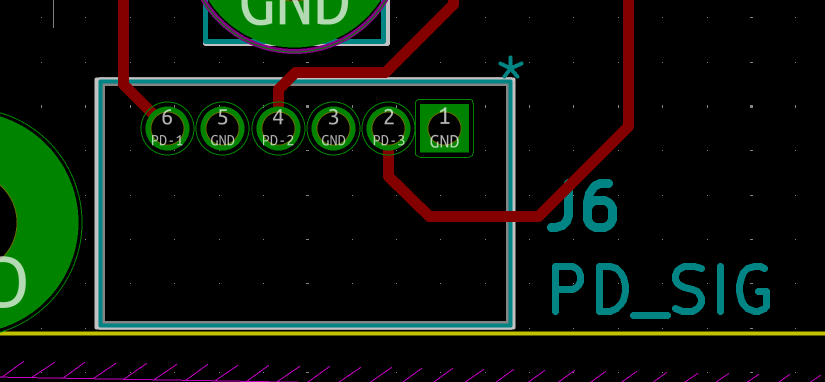 GND
*
6 5 4 3 2 1
PD-1 GND PD-2 GND PD-3 GND
J6
PD_SIG